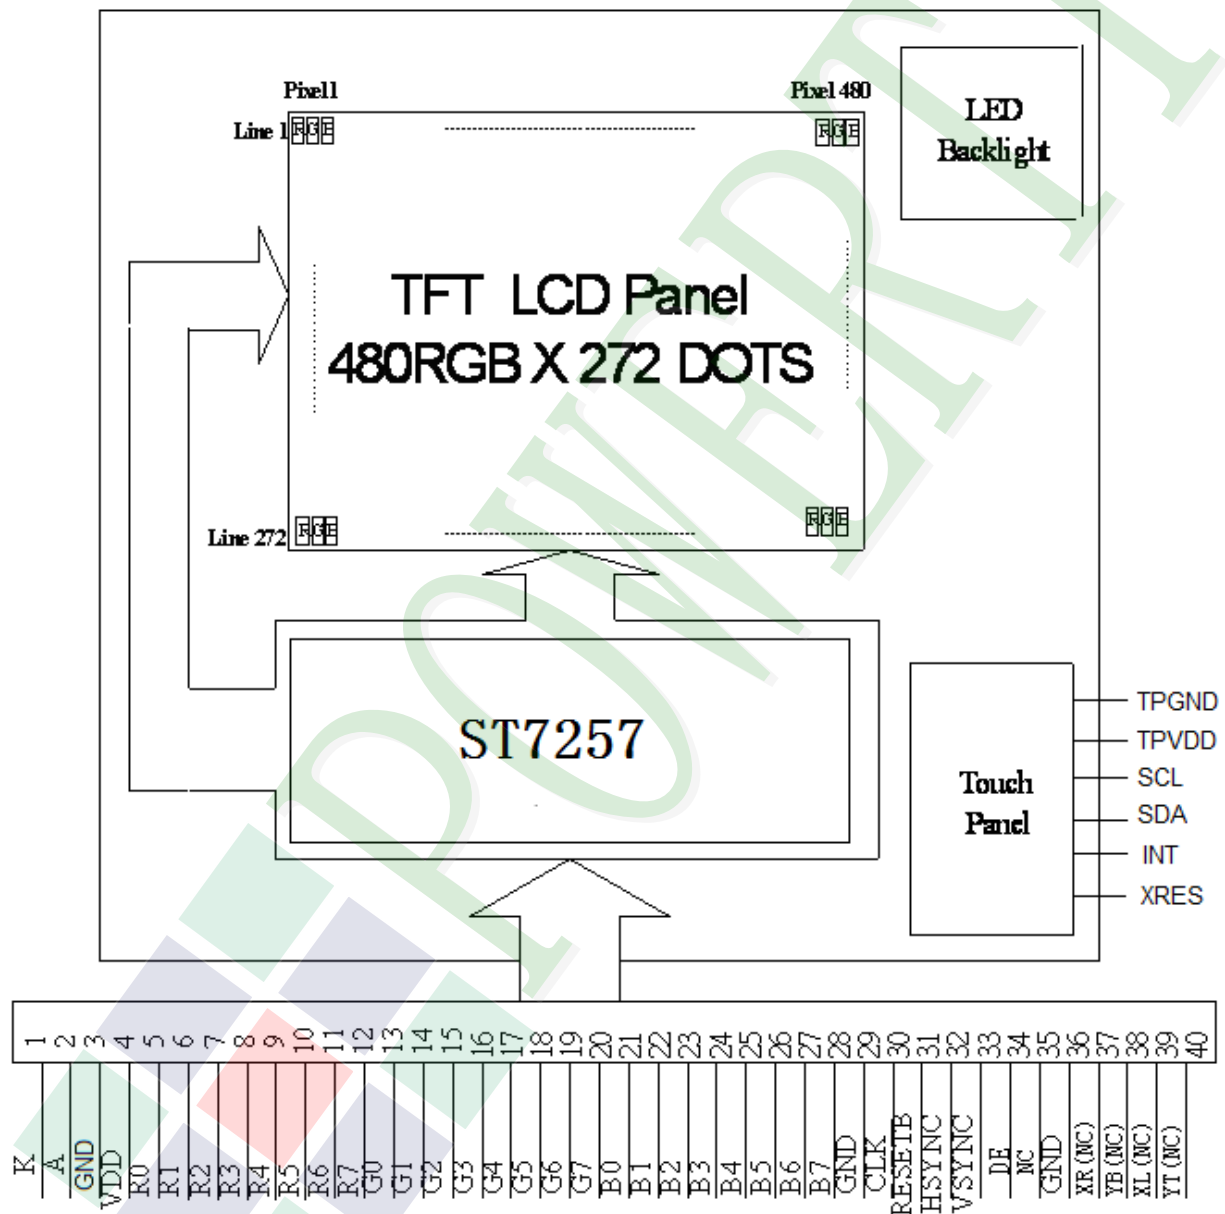 Pixel1
Pixel 480
LED
Backlight
Line 1
R G B
R G B
TFT LCD Panel
480RGB X 272 DOTS
Line 272
R G B
R G B
ST7257
Touch
Panel
TPGND
TPVDD
SCL
SDA
INT
XRES
1 2 3 4 5 6 7 8 9 10 11 12 13 14 15 16 17 18 19 20 21 22 23 24 25 26 27 28 29 30 31 32 33 34 35 36 37 38 39 40
K A GND VDD R0 R1 R2 R3 R4 R5 R6 R7 G0 G1 G2 G3 G4 G5 G6 G7 B0 B1 B2 B3 B4 B5 B6 B7 GND CLK RESETB HSYNC VSYNC DE NC GND XR(NC) YB(NC) XL(NC) YT(NC)
POWERT